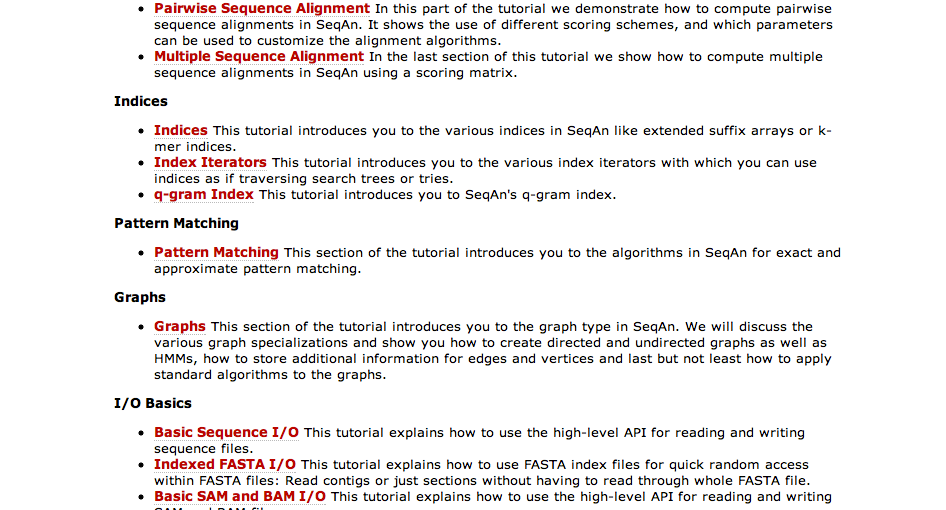 Pairwise Sequence Alignment In this part of the tutorial we demonstrate how to compute pairwise
sequence alignments in SeqAn. It shows the use of different scoring schemes, and which parameters
can be used to customize the alignment algorithms.
Multiple Sequence Alignment In the last section of this tutorial we show how to compute multiple
sequence alignments in SeqAn using a scoring matrix.
Indices
Indices This tutorial introduces you to the various indices in SeqAn like extended suffix arrays or k-
mer indices.
Index Iterators This tutorial introduces you to the various index iterators with which you can use
indices as if traversing search trees or tries.
q-gram Index This tutorial introduces you to SeqAn's q-gram index.
Pattern Matching
Pattern Matching This section of the tutorial introduces you to the algorithms in SeqAn for exact and
approximate pattern matching.
Graphs
Graphs This section of the tutorial introduces you to the graph type in SeqAn. We will discuss the
various graph specializations and show you how to create directed and undirected graphs as well as
HMMs, how to store additional information for edges and vertices and last but not least how to apply
standard algorithms to the graphs.
I/O Basics
Basic Sequence I/O This tutorial explains how to use the high-level API for reading and writing
sequence files.
Indexed FASTA I/O This tutorial explains how to use FASTA index files for quick random access
within FASTA files: Read contigs or just sections without having to read through whole FASTA file.
Basic SAM and BAM I/O This tutorial explains how to use the high-level API for reading and writing